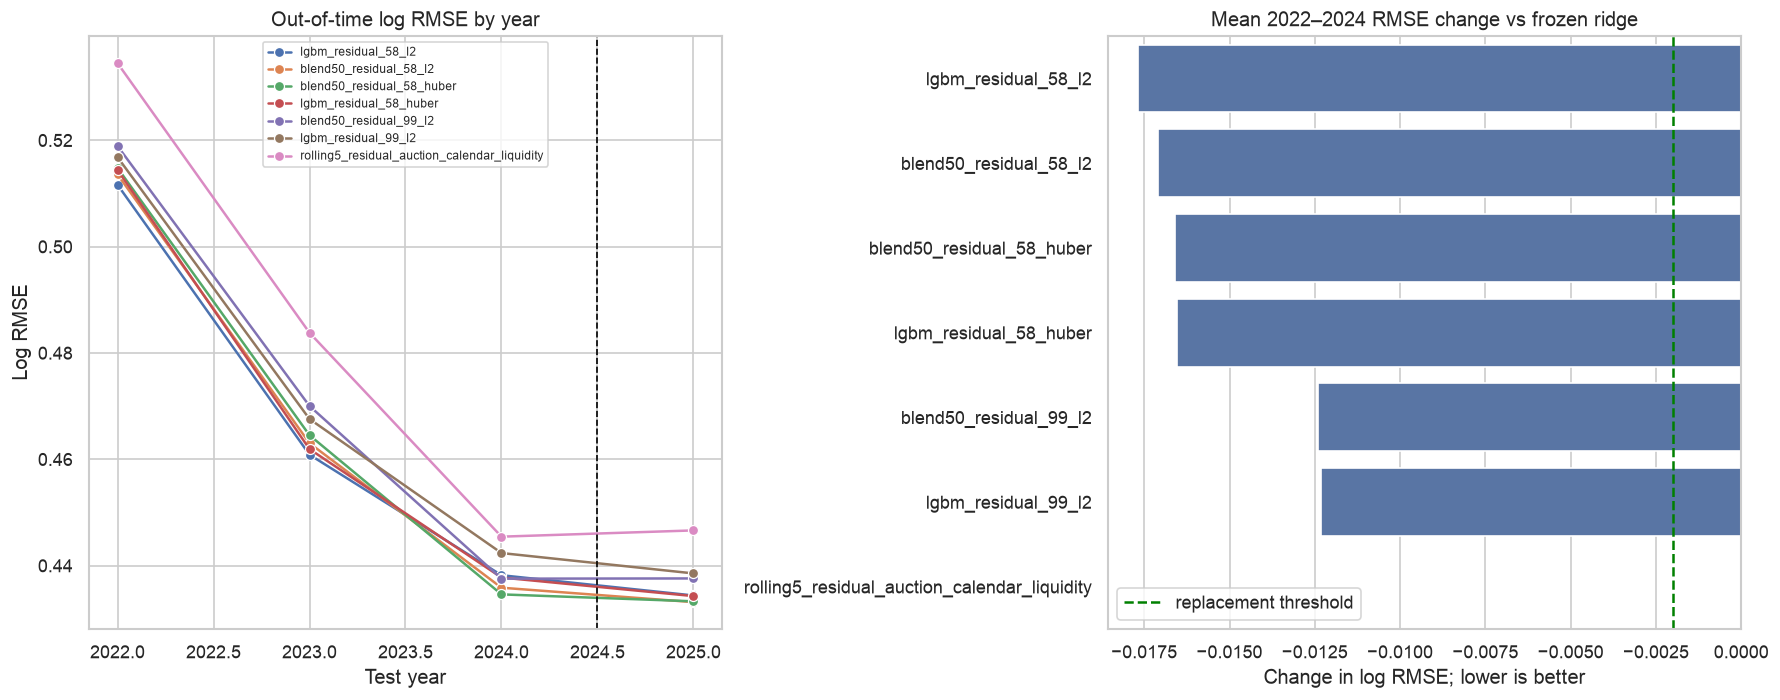 Out-of-time log RMSE by year
lgbm_residual_58_l2
blend50_residual_58_l2
blend50_residual_58_huber
lgbm_residual_58_huber
blend50_residual_99_l2
lgbm_residual_99_l2
rolling5_residual_auction_calendar_liquidity
0.52
0.50
0.48
0.46
0.44
Log RMSE
2022.0 2022.5 2023.0 2023.5 2024.0 2024.5 2025.0
Test year
Mean 2022–2024 RMSE change vs frozen ridge
lgbm_residual_58_l2
blend50_residual_58_l2
blend50_residual_58_huber
lgbm_residual_58_huber
blend50_residual_99_l2
lgbm_residual_99_l2
rolling5_residual_auction_calendar_liquidity
replacement threshold
−0.0175 −0.0150 −0.0125 −0.0100 −0.0075 −0.0050 −0.0025 0.0000
Change in log RMSE; lower is better